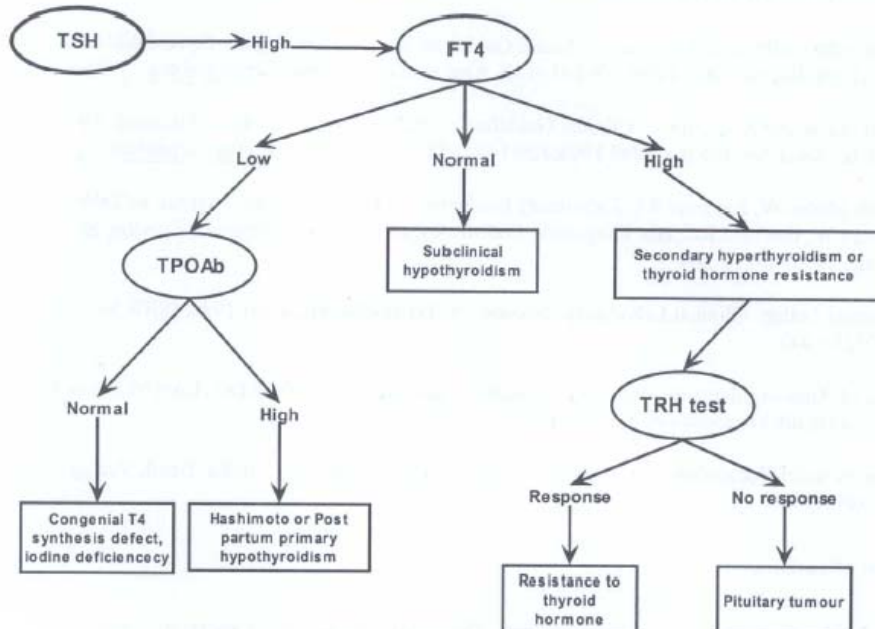 TSH
High
FT4
Low
Normal
High
TPOAb
Subclinical
hypothyroidism
Secondary hyperthyroidism or
thyroid hormone resistance
Normal
High
TRH test
Response
No response
Congenial T4
synthesis defect,
iodine deficiencecy
Hashimoto or Post
partum primary
hypothyroidism
Resistance to
thyroid
hormone
Pituitary tumour